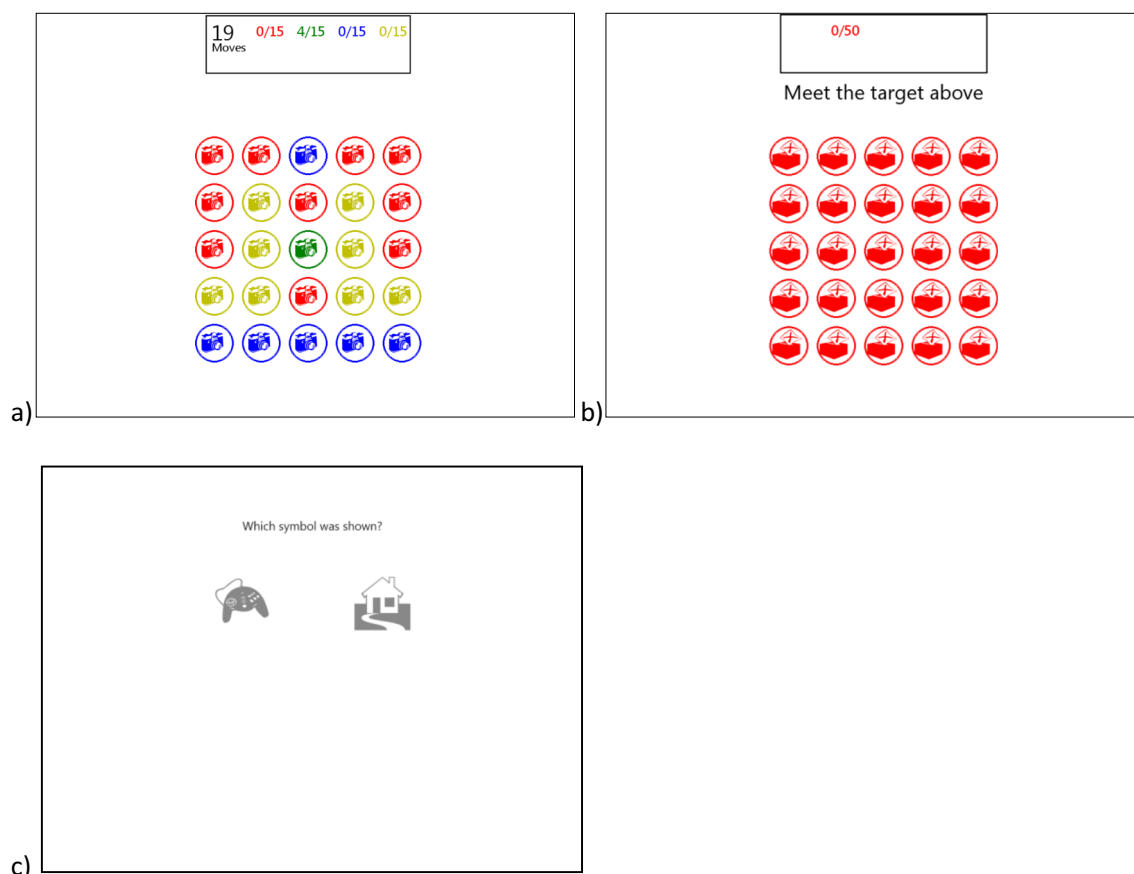 19 0/15 4/15 0/15 0/15
Moves
0/50
Meet the target above
a)
b)
Which symbol was shown?
c)